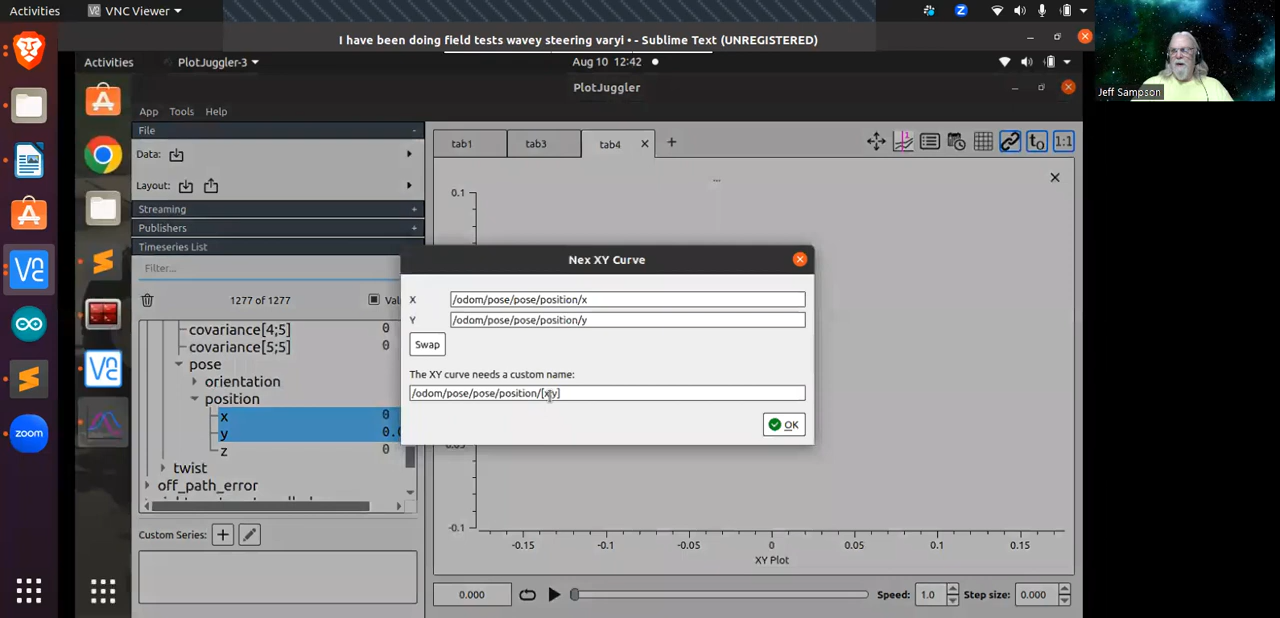 Activities
VNC Viewer
I have been doing field tests wavey steering varyi • - Sublime Text (UNREGISTERED)
Jeff Sampson
Activities
PlotJuggler-3
Aug 10 12:42
PlotJuggler
App
Tools
Help
File
-
Data:
Layout:
Streaming
+
Publishers
+
Timeseries List
Filter...
1277 of 1277
covariance[4;5]
0
covariance[5;5]
0
pose
orientation
position
x
0
y
z
0
twist
off_path_error
Custom Series:
tab1
tab3
tab4
+
1:1
...
0.1
-0.1
-0.15
-0.1
-0.05
0
0.05
0.1
0.15
XY Plot
0.000
Speed:
1.0
Step size:
0.000
Nex XY Curve
X
/odom/pose/pose/position/x
Y
/odom/pose/pose/position/y
Swap
The XY curve needs a custom name:
/odom/pose/pose/position/[x;y]
OK
zoom